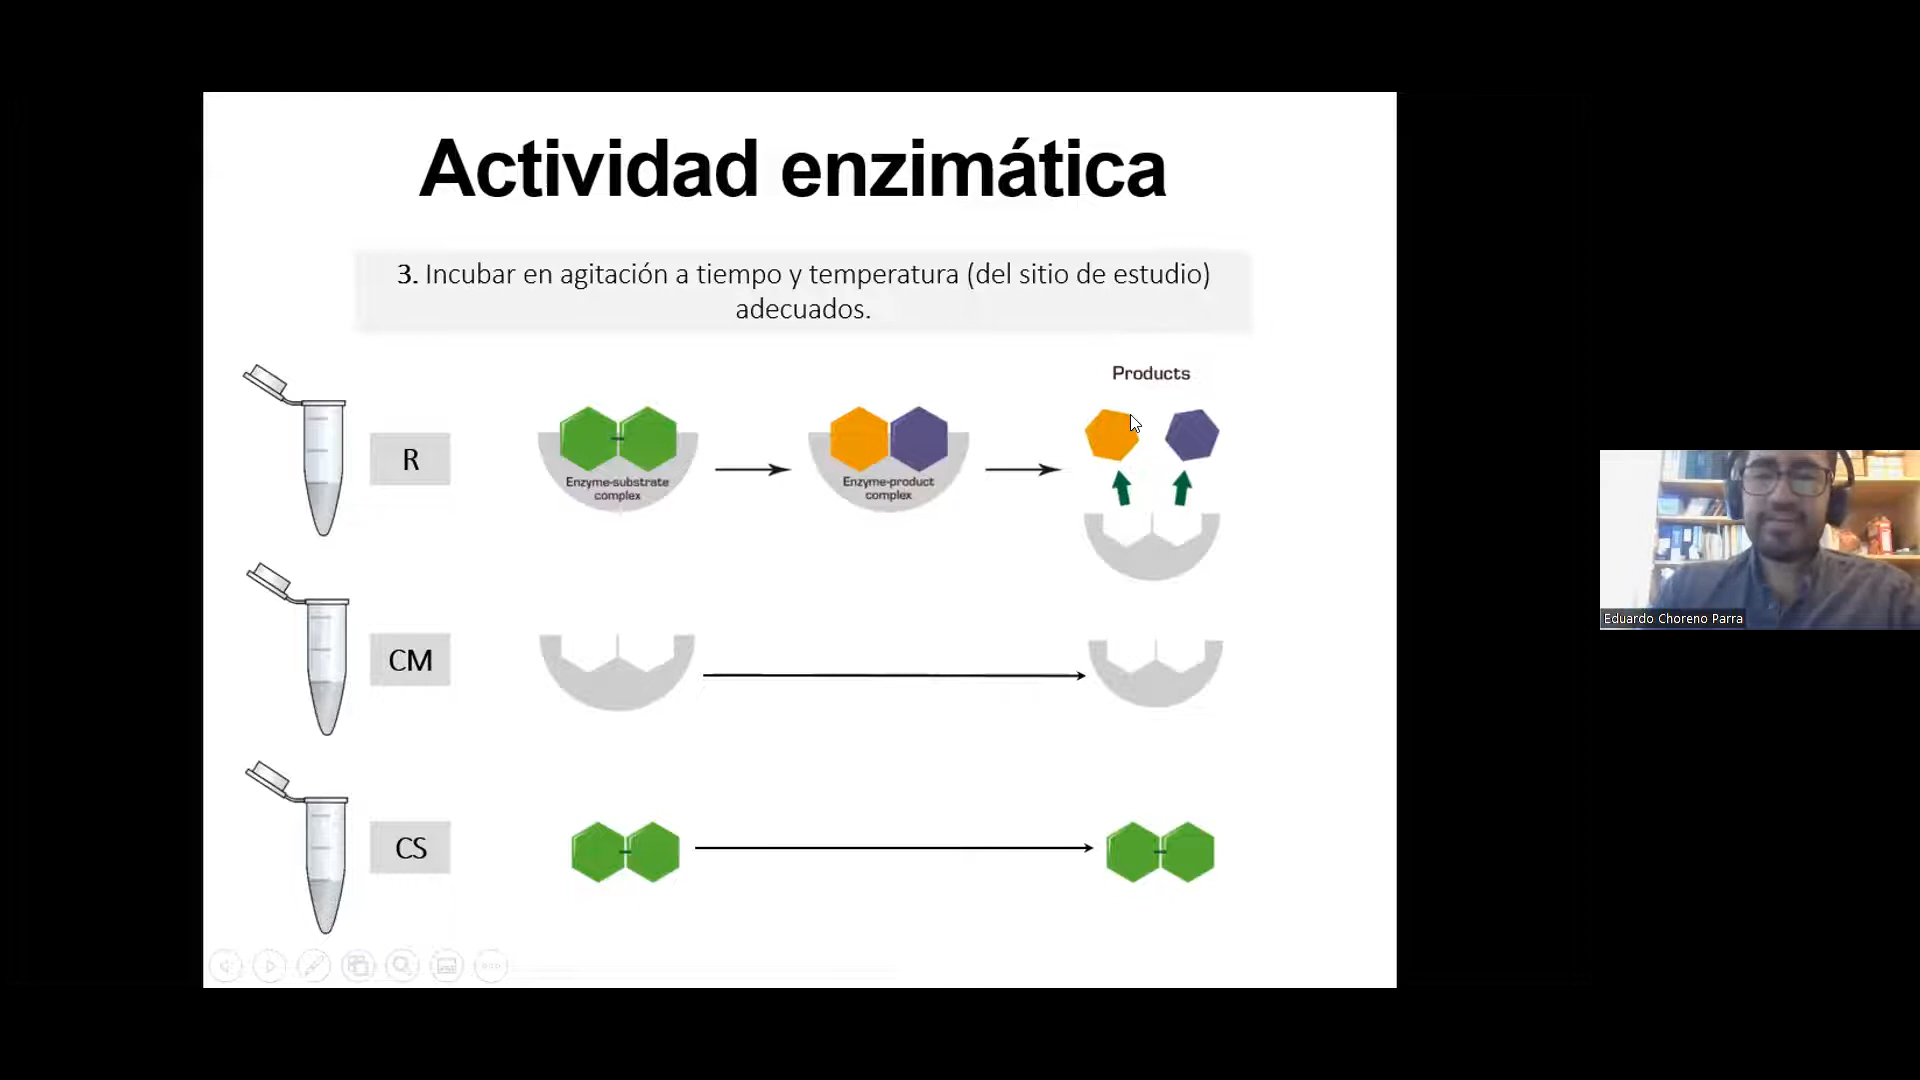 Actividad enzimática
3. Incubar en agitación a tiempo y temperatura (del sitio de estudio)
adecuados.
Products
R
Enzyme-substrate
complex
Enzyme-product
complex
CM
CS
Eduardo Choreno Parra